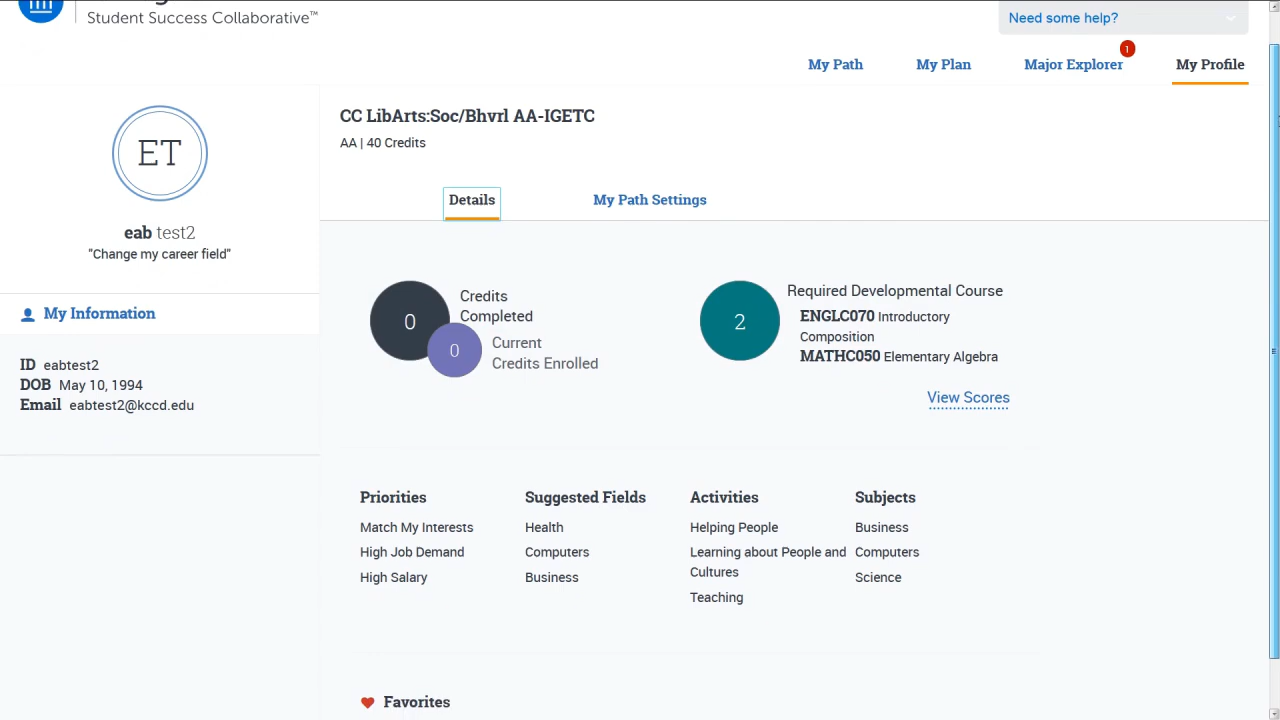 Student Success Collaborative™
Need some help?
1
My Path
My Plan
Major Explorer
My Profile
ET
eab test2
"Change my career field"
My Information
ID eabtest2
DOB May 10, 1994
Email eabtest2@kccd.edu
CC LibArts:Soc/Bhvrl AA-IGETC
AA | 40 Credits
Details
My Path Settings
0
Credits
Completed
0
Current
Credits Enrolled
2
Required Developmental Course
ENGLC070 Introductory
Composition
MATHC050 Elementary Algebra
View Scores
Priorities
Match My Interests
High Job Demand
High Salary
Suggested Fields
Health
Computers
Business
Activities
Helping People
Learning about People and
Cultures
Teaching
Subjects
Business
Computers
Science
Favorites